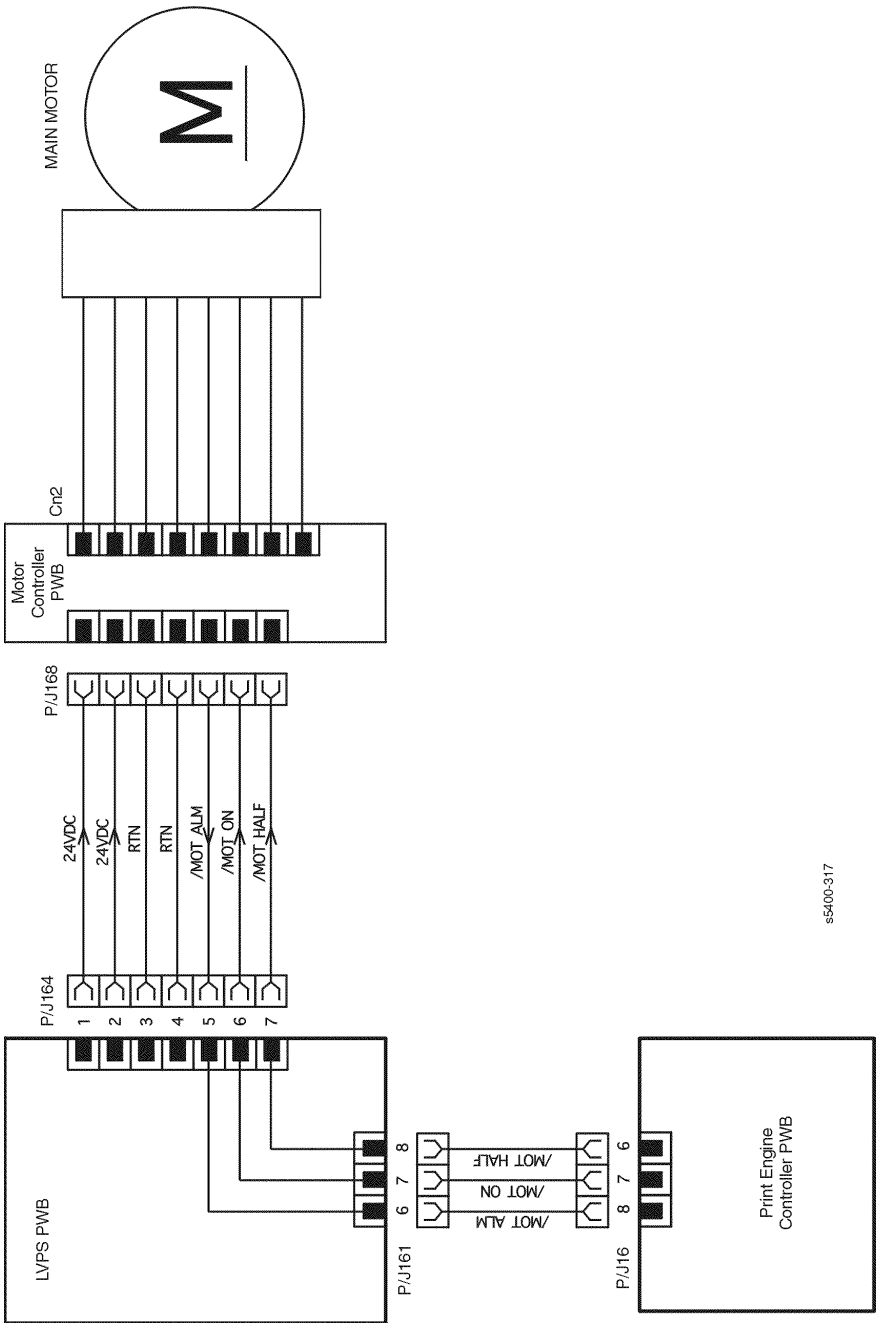 MAIN MOTOR
M
Cn2
Motor
Controller
PWB
P/J168
24VDC
24VDC
RTN
RTN
/MOT ALM
/MOT ON
/MOT HALF
P/J164
1
2
3
4
5
6
7
LVPS PWB
8
7
6
P/J161
/MOT HALF
/MOT ON
/MOT ALM
P/J16
6
7
8
Print Engine
Controller PWB
s5400-317